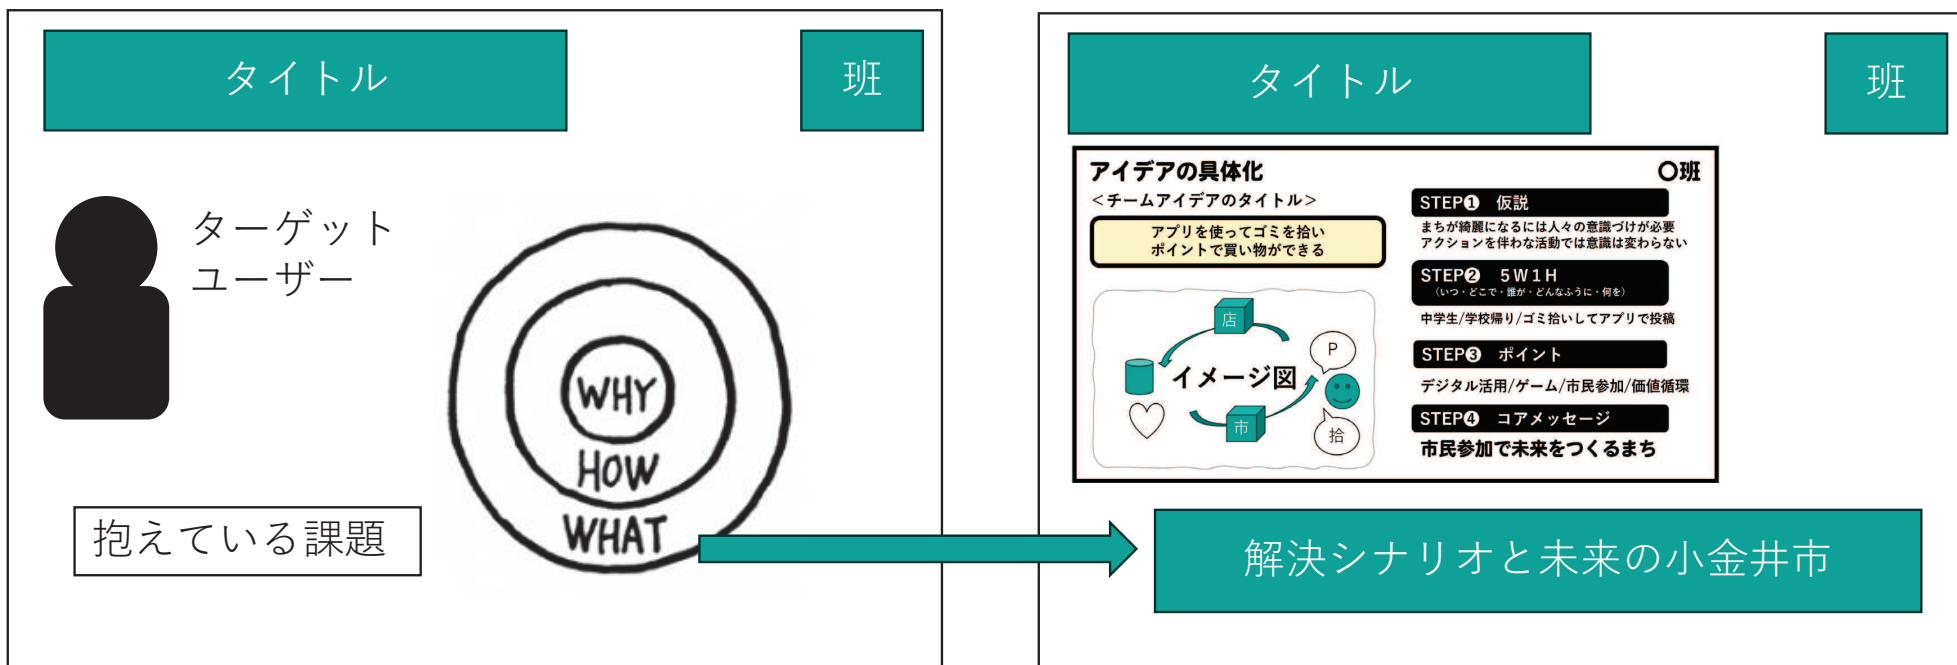 タイトル
班
ターゲット
ユーザー
WHY
HOW
WHAT
抱えている課題
タイトル
班
アイデアの具体化
〇班
＜チームアイデアのタイトル＞
アプリを使ってゴミを拾い
ポイントで買い物ができる
店
P
イメージ図
市
拾
STEP❶ 仮説
まちが綺麗になるには人々の意識づけが必要
アクションを伴わな活動では意識は変わらない
STEP❷ 5W1H
（いつ・どこで・誰が・どんなふうに・何を）
中学生/学校帰り/ゴミ拾いしてアプリで投稿
STEP❸ ポイント
デジタル活用/ゲーム/市民参加/価値循環
STEP❹ コアメッセージ
市民参加で未来をつくるまち
解決シナリオと未来の小金井市